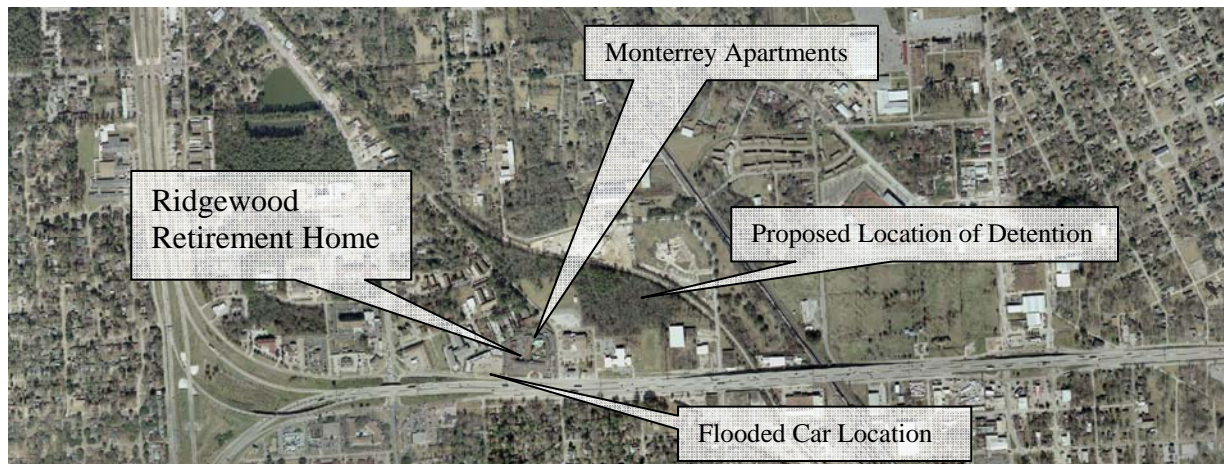 Monterrey Apartments
Ridgewood
Retirement Home
Proposed Location of Detention
Flooded Car Location